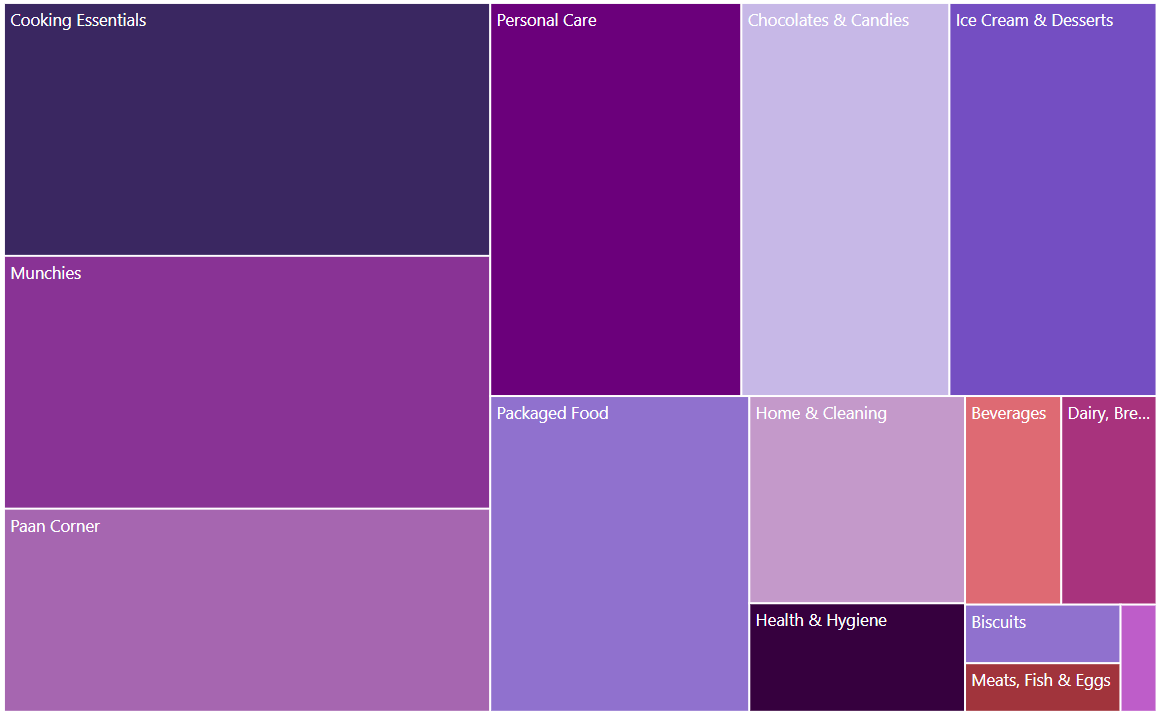 Cooking Essentials
Personal Care
Chocolates & Candies
Ice Cream & Desserts
Munchies
Packaged Food
Home & Cleaning
Beverages
Dairy, Bre...
Paan Corner
Health & Hygiene
Biscuits
Meats, Fish & Eggs